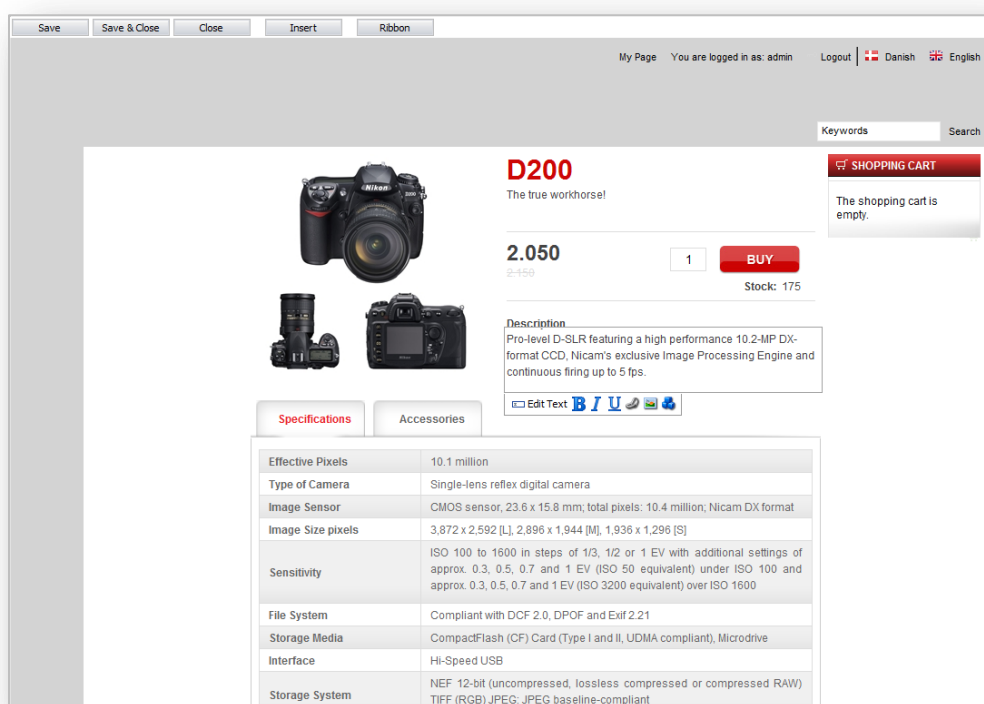 Save
Save & Close
Close
Insert
Ribbon
My Page
You are logged in as: admin
Logout
Danish
English
Keywords
Search
SHOPPING CART
The shopping cart is
empty.
Nikon
D200
D200
The true workhorse!
2.050
1
BUY
2.150
Stock: 175
Description
Pro-level D-SLR featuring a high performance 10.2-MP DX-
format CCD, Nicam's exclusive Image Processing Engine and
continuous firing up to 5 fps.
Edit Text B I U
Specifications
Accessories
Effective Pixels 10.1 million
Type of Camera Single-lens reflex digital camera
Image Sensor CMOS sensor, 23.6 x 15.8 mm; total pixels: 10.4 million; Nicam DX format
Image Size pixels 3,872 x 2,592 [L], 2,896 x 1,944 [M], 1,936 x 1,296 [S]
Sensitivity
ISO 100 to 1600 in steps of 1/3, 1/2 or 1 EV with additional settings of
approx. 0.3, 0.5, 0.7 and 1 EV (ISO 50 equivalent) under ISO 100 and
approx. 0.3, 0.5, 0.7 and 1 EV (ISO 3200 equivalent) over ISO 1600
File System Compliant with DCF 2.0, DPOF and Exif 2.21
Storage Media CompactFlash (CF) Card (Type I and II, UDMA compliant), Microdrive
Interface Hi-Speed USB
Storage System
NEF 12-bit (uncompressed, lossless compressed or compressed RAW)
TIFF (RGB) JPEG: JPEG baseline-compliant